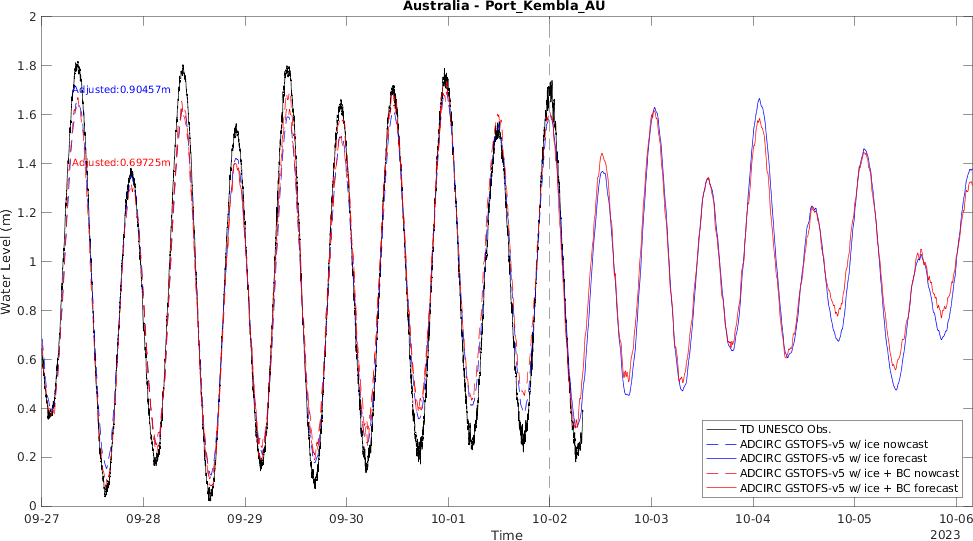 Australia - Port_Kembla_AU
2
1.8
1.6
1.4
1.2
1
0.8
0.6
0.4
0.2
0
Water Level (m)
Adjusted:0.90457m
Adjusted:0.69725m
TD UNESCO Obs.
ADCIRC GSTOFS-v5 w/ ice nowcast
ADCIRC GSTOFS-v5 w/ ice forecast
ADCIRC GSTOFS-v5 w/ ice + BC nowcast
ADCIRC GSTOFS-v5 w/ ice + BC forecast
09-27 09-28 09-29 09-30 10-01 10-02 10-03 10-04 10-05 10-06
Time
2023